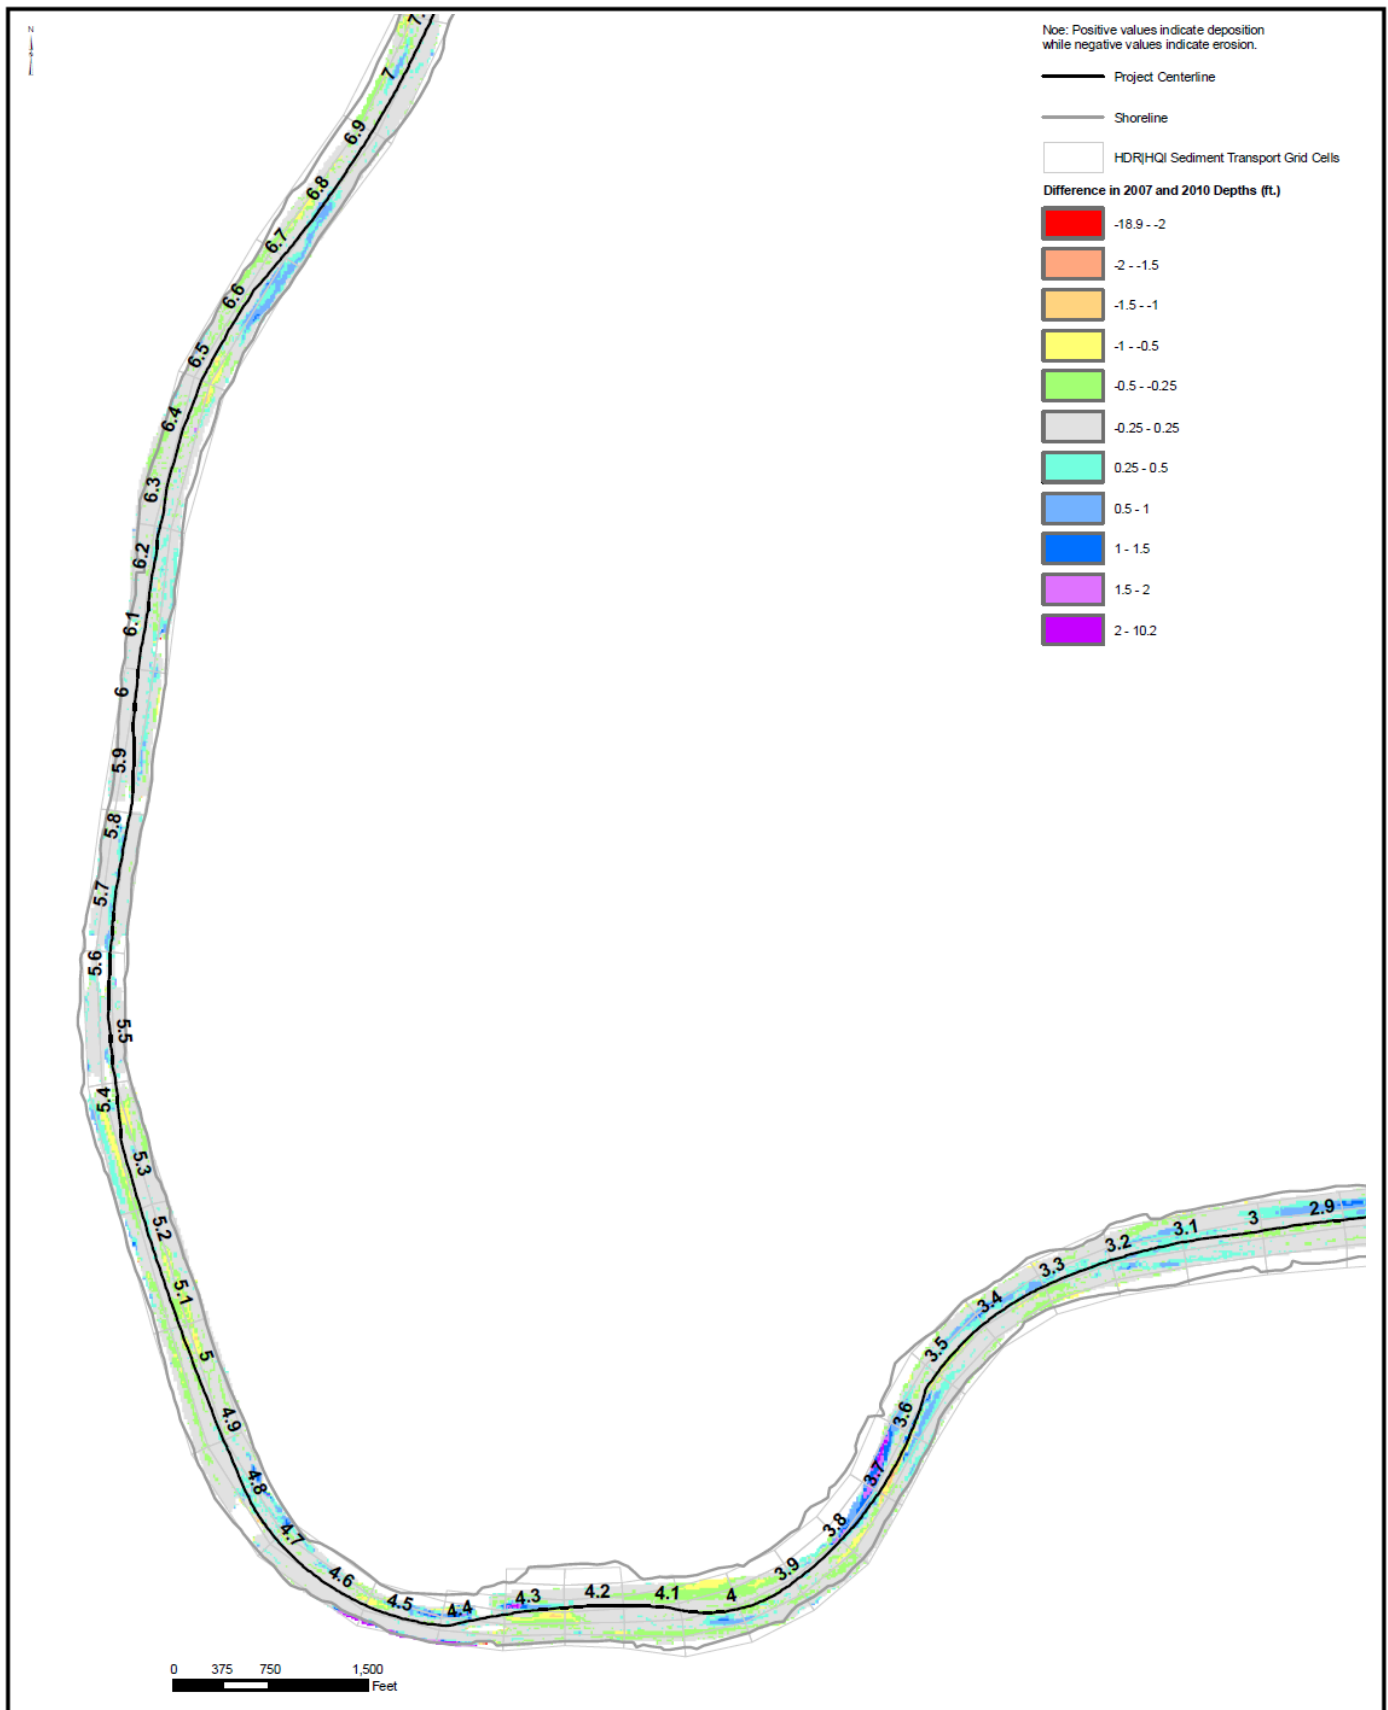 N
S
Noe: Positive values indicate deposition
while negative values indicate erosion.
Project Centerline
Shoreline
HDR|HQI Sediment Transport Grid Cells
Difference in 2007 and 2010 Depths (ft.)
-18.9 - -2
-2 - -1.5
-1.5 - -1
-1 - -0.5
-0.5 - -0.25
-0.25 - 0.25
0.25 - 0.5
0.5 - 1
1 - 1.5
1.5 - 2
2 - 10.2
7
6.9
6.8
6.7
6.6
6.5
6.4
6.3
6.2
6.1
6
5.9
5.8
5.7
5.6
5.5
5.4
5.3
5.2
5.1
5
4.9
4.8
4.7
4.6
4.5
4.4
4.3
4.2
4.1
4
3.9
3.8
3.7
3.6
3.5
3.4
3.3
3.2
3.1
3
2.9
0 375 750 1,500
Feet